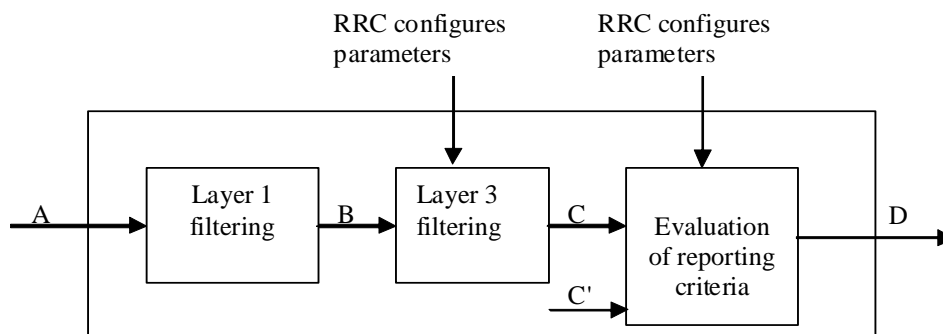 RRC configures
parameters
RRC configures
parameters
A
Layer 1
filtering
B
Layer 3
filtering
C
C'
Evaluation
of reporting
criteria
D